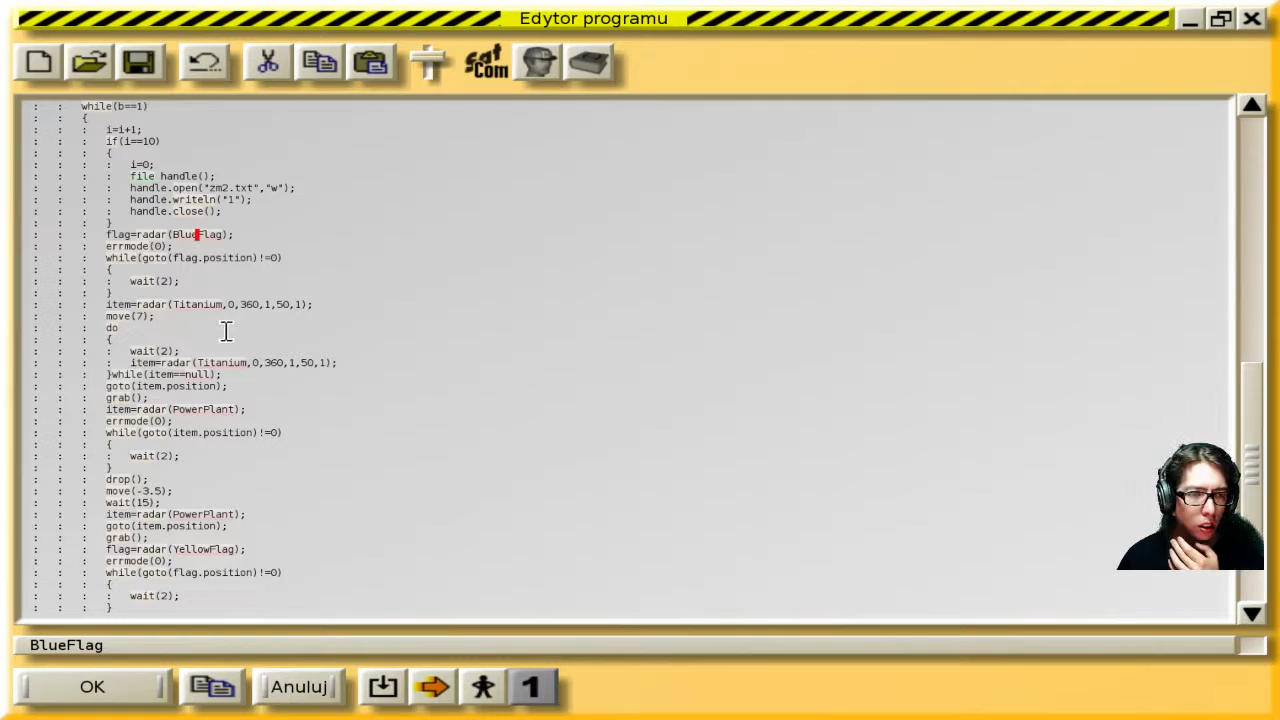 Edytor programu
Sat Com
: : while(b==1)
: : {
: : : i=i+1;
: : : if(i==10)
: : : {
: : : : i=0;
: : : : file handle();
: : : : handle.open("zm2.txt","w");
: : : : handle.writeln("1");
: : : : handle.close();
: : : }
: : : flag=radar(BlueFlag);
: : : errmode(0);
: : : while(goto(flag.position)!=0)
: : : {
: : : : wait(2);
: : : }
: : : item=radar(Titanium,0,360,1,50,1);
: : : move(7);
: : : do
: : : {
: : : : wait(2);
: : : : item=radar(Titanium,0,360,1,50,1);
: : : }while(item==null);
: : : goto(item.position);
: : : grab();
: : : item=radar(PowerPlant);
: : : errmode(0);
: : : while(goto(item.position)!=0)
: : : {
: : : : wait(2);
: : : }
: : : drop();
: : : move(-3.5);
: : : wait(15);
: : : item=radar(PowerPlant);
: : : goto(item.position);
: : : grab();
: : : flag=radar(YellowFlag);
: : : errmode(0);
: : : while(goto(flag.position)!=0)
: : : {
: : : : wait(2);
: : : }
BlueFlag
OK
Anuluj
1